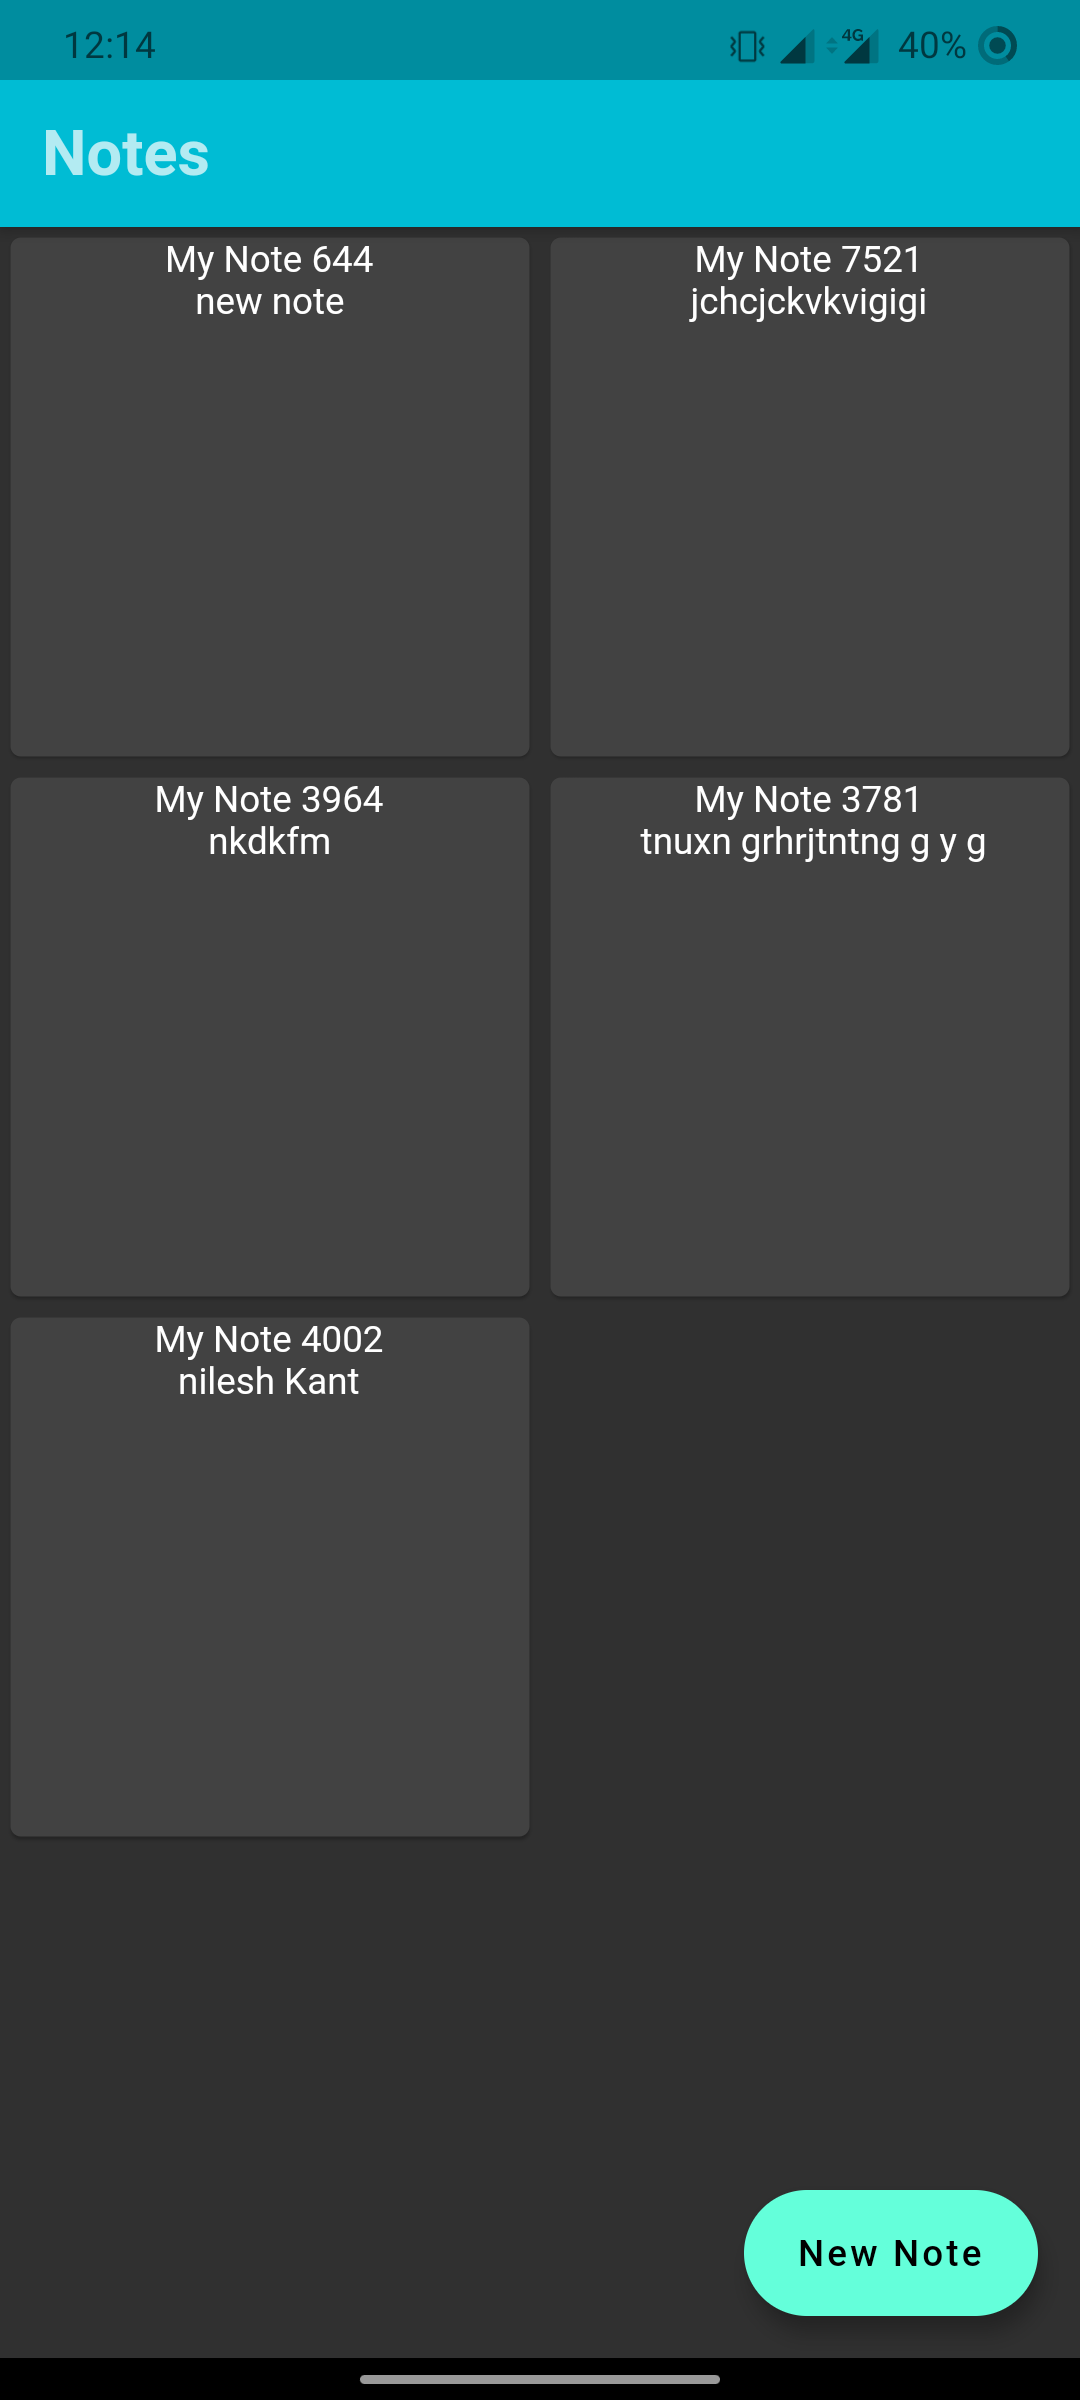 12:14
4G
40%
Notes
My Note 644
new note
My Note 7521
jchcjckvkvigigi
My Note 3964
nkdkfm
My Note 3781
tnuxn grhrjtntng g y g
My Note 4002
nilesh Kant
New Note